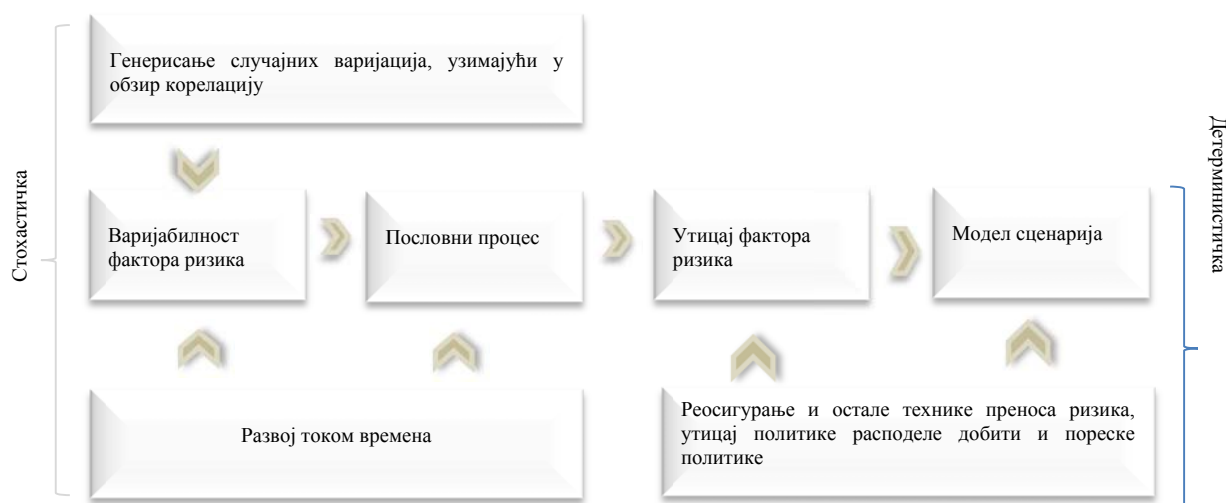 Генерисање случајних варијација, узимајући у
обзир корелацију
Стохастичка
Детерминистичка
Варијабилност
фактора ризика
Пословни процес
Утицај фактора
ризика
Модел сценарија
Развој током времена
Реосигурање и остале технике преноса ризика,
утицај политике расподеле добити и пореске
политике